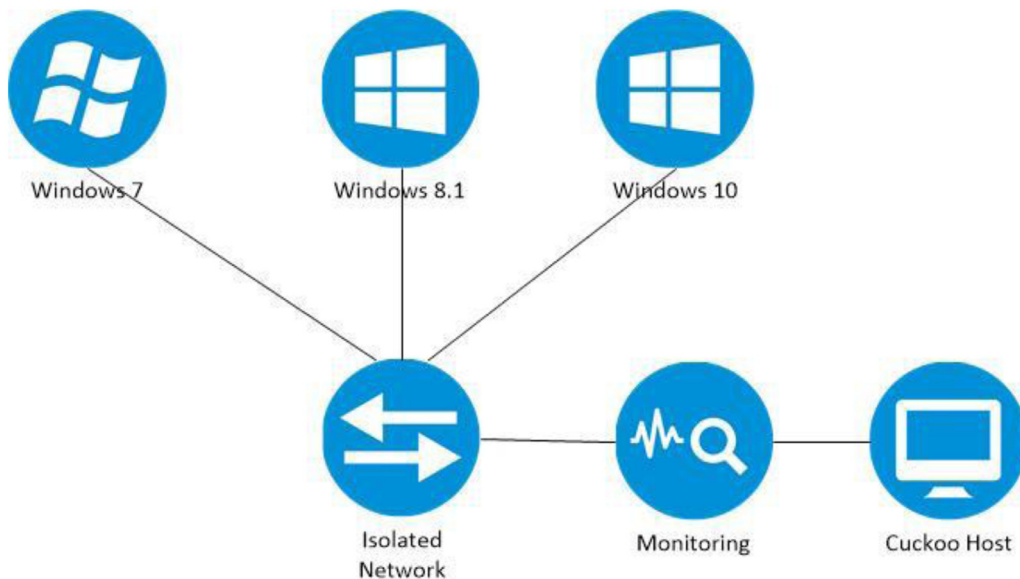 Windows 7
Windows 8.1
Windows 10
Isolated
Network
Monitoring
Cuckoo Host